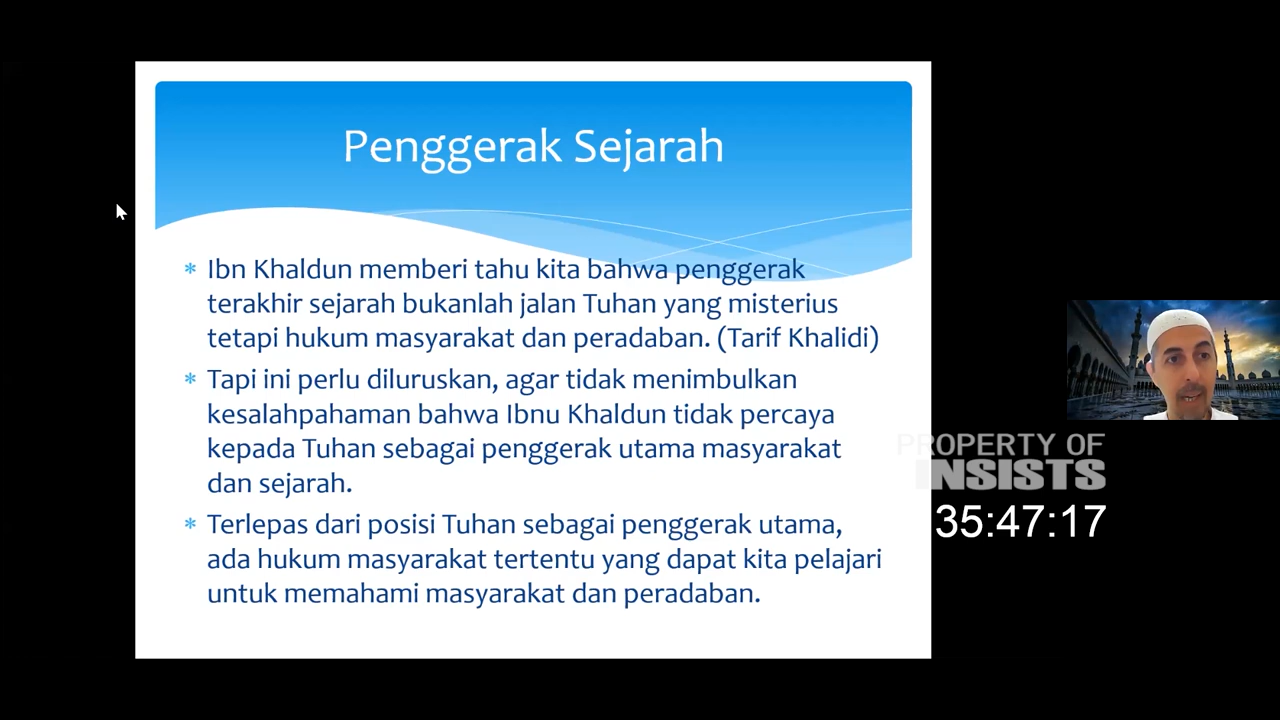 Penggerak Sejarah
* Ibn Khaldun memberi tahu kita bahwa penggerak
terakhir sejarah bukanlah jalan Tuhan yang misterius
tetapi hukum masyarakat dan peradaban. (Tarif Khalidi)
* Tapi ini perlu diluruskan, agar tidak menimbulkan
kesalahpahaman bahwa Ibnu Khaldun tidak percaya
kepada Tuhan sebagai penggerak utama masyarakat
dan sejarah.
* Terlepas dari posisi Tuhan sebagai penggerak utama,
ada hukum masyarakat tertentu yang dapat kita pelajari
untuk memahami masyarakat dan peradaban.
PROPERTY OF
INSISTS
35:47:17